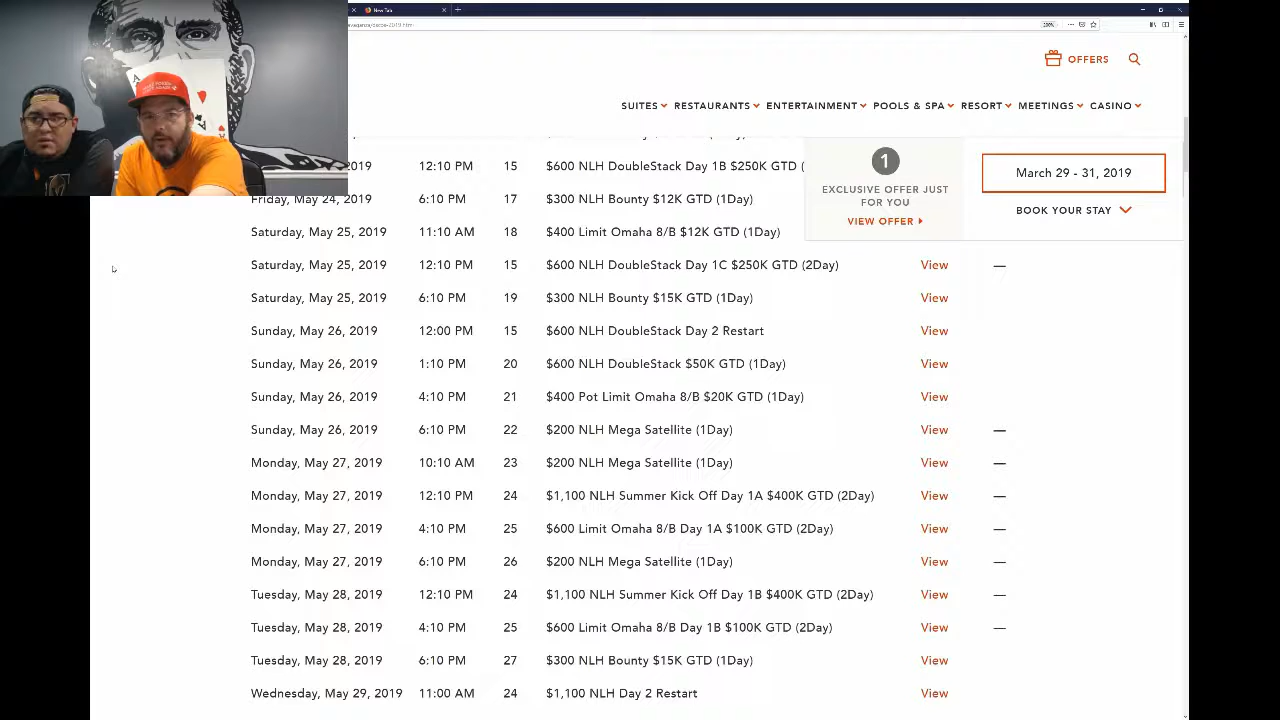 New Tab
200%
OFFERS
SUITES RESTAURANTS ENTERTAINMENT POOLS & SPA RESORT MEETINGS CASINO
2019 12:10 PM 15 $600 NLH DoubleStack Day 1B $250K GTD (
Friday, May 24, 2019 6:10 PM 17 $300 NLH Bounty $12K GTD (1Day)
Saturday, May 25, 2019 11:10 AM 18 $400 Limit Omaha 8/B $12K GTD (1Day)
1
EXCLUSIVE OFFER JUST
FOR YOU
VIEW OFFER
March 29 - 31, 2019
BOOK YOUR STAY
Saturday, May 25, 2019 12:10 PM 15 $600 NLH DoubleStack Day 1C $250K GTD (2Day) View —
Saturday, May 25, 2019 6:10 PM 19 $300 NLH Bounty $15K GTD (1Day) View
Sunday, May 26, 2019 12:00 PM 15 $600 NLH DoubleStack Day 2 Restart View
Sunday, May 26, 2019 1:10 PM 20 $600 NLH DoubleStack $50K GTD (1Day) View
Sunday, May 26, 2019 4:10 PM 21 $400 Pot Limit Omaha 8/B $20K GTD (1Day) View
Sunday, May 26, 2019 6:10 PM 22 $200 NLH Mega Satellite (1Day) View —
Monday, May 27, 2019 10:10 AM 23 $200 NLH Mega Satellite (1Day) View —
Monday, May 27, 2019 12:10 PM 24 $1,100 NLH Summer Kick Off Day 1A $400K GTD (2Day) View —
Monday, May 27, 2019 4:10 PM 25 $600 Limit Omaha 8/B Day 1A $100K GTD (2Day) View —
Monday, May 27, 2019 6:10 PM 26 $200 NLH Mega Satellite (1Day) View —
Tuesday, May 28, 2019 12:10 PM 24 $1,100 NLH Summer Kick Off Day 1B $400K GTD (2Day) View —
Tuesday, May 28, 2019 4:10 PM 25 $600 Limit Omaha 8/B Day 1B $100K GTD (2Day) View —
Tuesday, May 28, 2019 6:10 PM 27 $300 NLH Bounty $15K GTD (1Day) View
Wednesday, May 29, 2019 11:00 AM 24 $1,100 NLH Day 2 Restart View